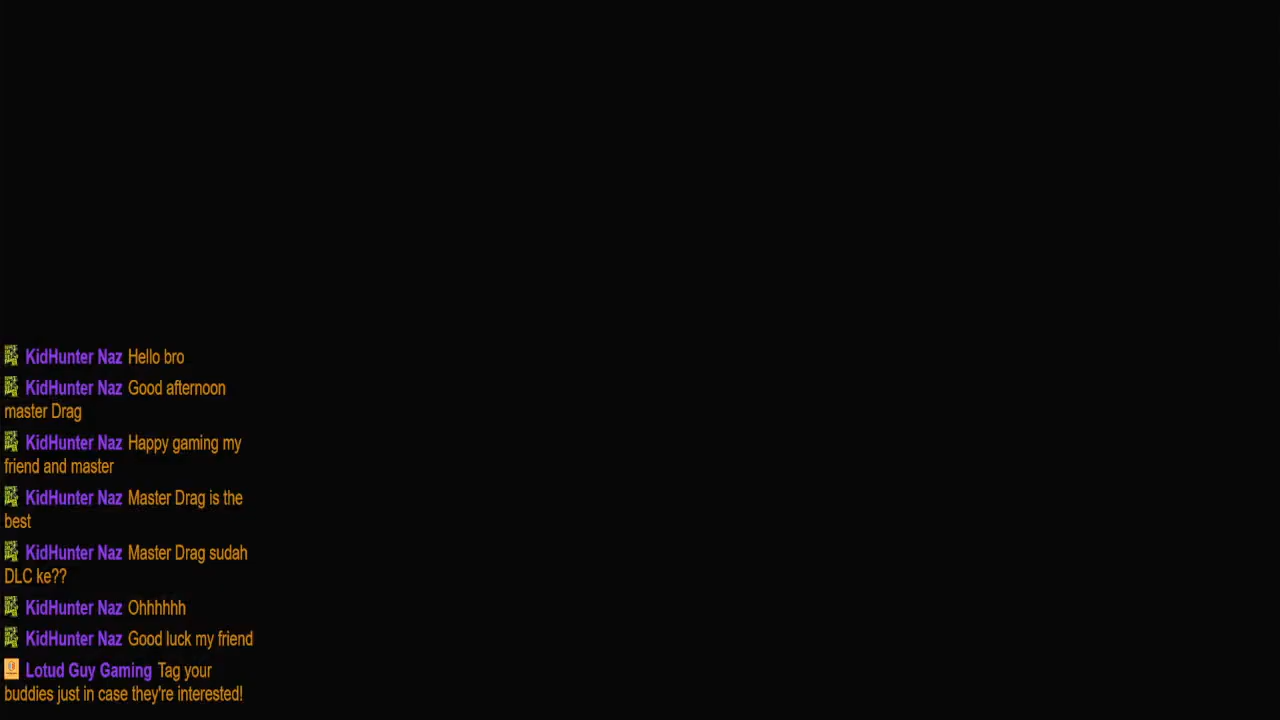 KidHunter Naz Hello bro
KidHunter Naz Good afternoon
master Drag
KidHunter Naz Happy gaming my
friend and master
KidHunter Naz Master Drag is the
best
KidHunter Naz Master Drag sudah
DLC ke??
KidHunter Naz Ohhhhhh
KidHunter Naz Good luck my friend
Lotud Guy Gaming Tag your
buddies just in case they're interested!